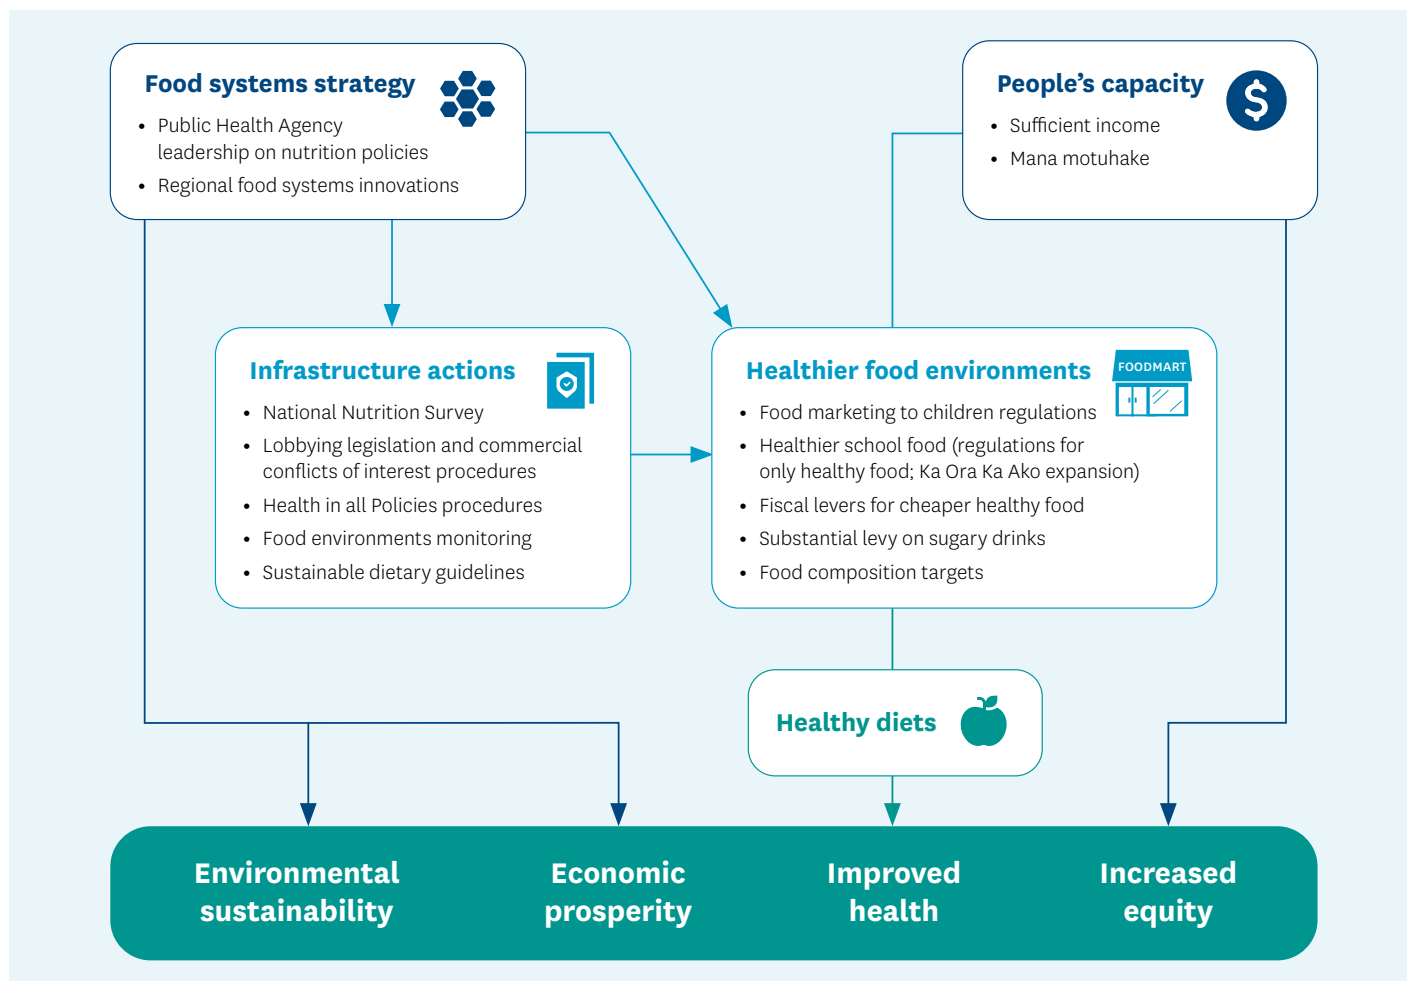 Food systems strategy
• Public Health Agency
leadership on nutrition policies
• Regional food systems innovations
People’s capacity
$
• Sufficient income
• Mana motuhake
Infrastructure actions
• National Nutrition Survey
• Lobbying legislation and commercial
conflicts of interest procedures
• Health in all Policies procedures
• Food environments monitoring
• Sustainable dietary guidelines
Healthier food environments
FOODMART
• Food marketing to children regulations
• Healthier school food (regulations for
only healthy food; Ka Ora Ka Ako expansion)
• Fiscal levers for cheaper healthy food
• Substantial levy on sugary drinks
• Food composition targets
Healthy diets
Environmental
sustainability
Economic
prosperity
Improved
health
Increased
equity